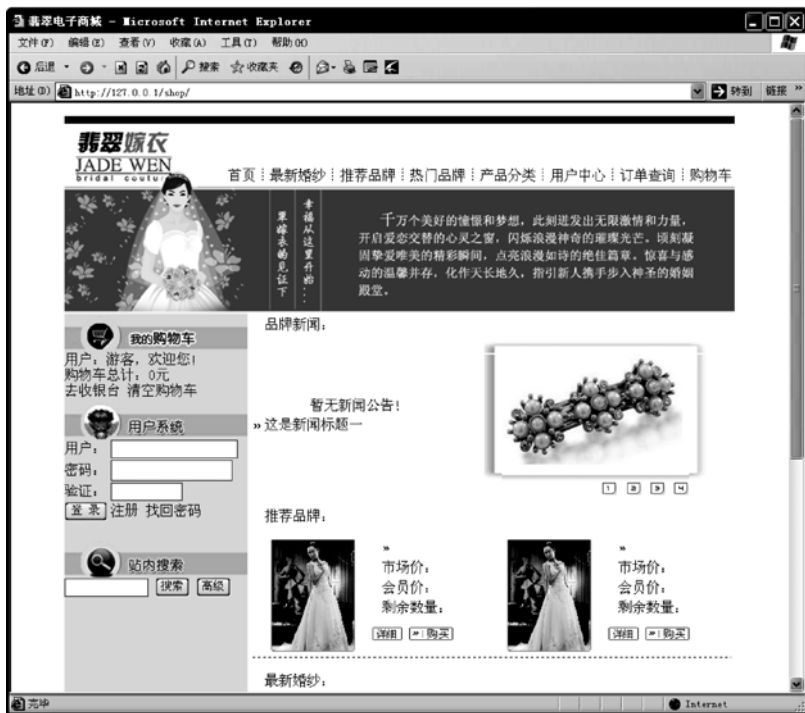 翡翠电子商城 - Microsoft Internet Explorer
文件(F) 编辑(E) 查看(V) 收藏(A) 工具(T) 帮助(H)
后退 搜索 收藏夹
地址(D) http://127.0.0.1/shop/ 转到 链接 »
翡翠嫁衣
JADE WEN
bridal couture
首页┊最新婚纱┊推荐品牌┊热门品牌┊产品分类┊用户中心┊订单查询┊购物车
幸福从这里开始...
翠嫁衣的见证下
千万个美好的憧憬和梦想，此刻迸发出无限激情和力量，
开启爱恋交替的心灵之窗，闪烁浪漫神奇的璀璨光芒。顷刻凝
固挚爱唯美的精彩瞬间，点亮浪漫如诗的绝佳篇章。惊喜与感
动的温馨并存，化作天长地久，指引新人携手步入神圣的婚姻
殿堂。
我的购物车
用户：游客，欢迎您！
购物车总计：0元
去收银台 清空购物车
用户系统
用户：
密码：
验证：
登 录 注册 找回密码
站内搜索
搜索 高级
品牌新闻：
暂无新闻公告！
» 这是新闻标题一
1 2 3 4
推荐品牌：
»
市场价：
会员价：
剩余数量：
详细 »|购买
»
市场价：
会员价：
剩余数量：
详细 »|购买
最新婚纱：
完毕 Internet